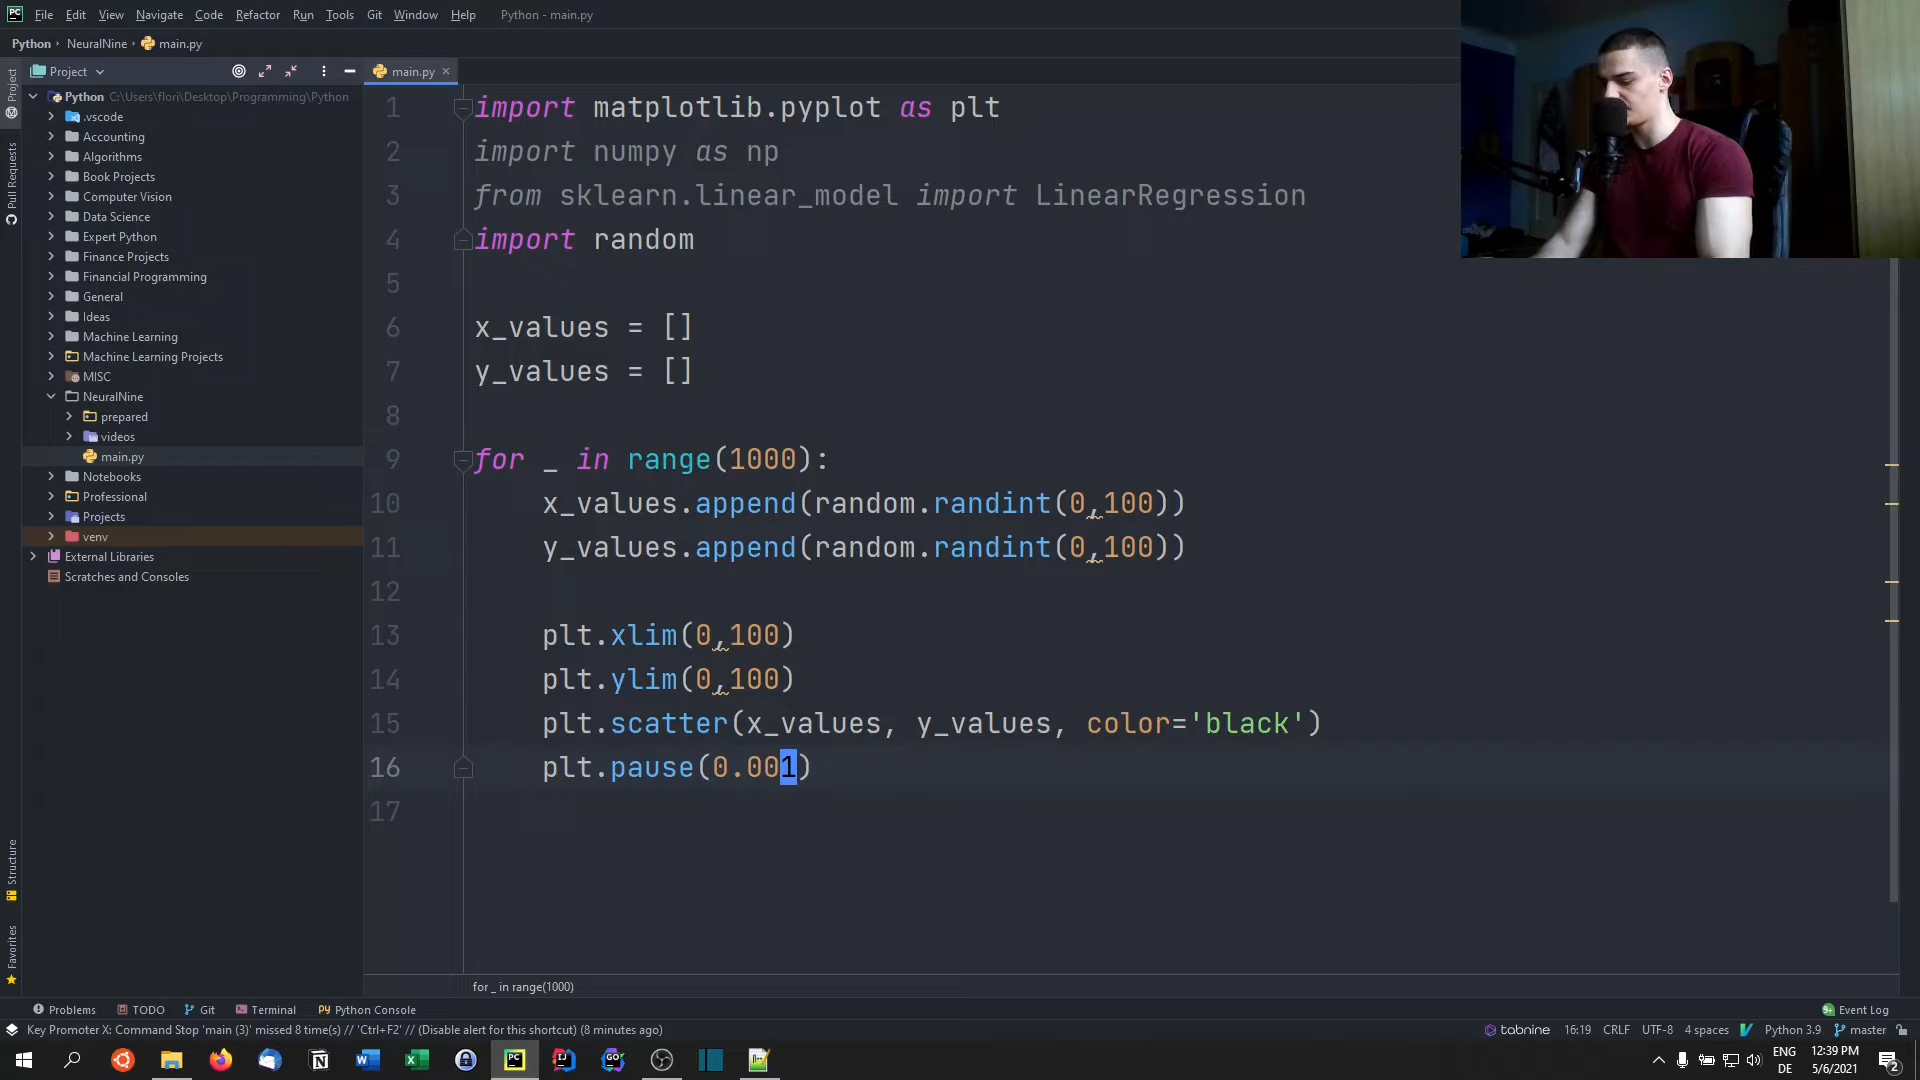 File Edit View Navigate Code Refactor Run Tools Git Window Help Python - main.py
Python NeuralNine main.py
Project
main.py
Python C:\Users\flori\Desktop\Programming\Python
.vscode
Accounting
Algorithms
Book Projects
Computer Vision
Data Science
Expert Python
Finance Projects
Financial Programming
General
Ideas
Machine Learning
Machine Learning Projects
MISC
NeuralNine
prepared
videos
main.py
Notebooks
Professional
Projects
venv
External Libraries
Scratches and Consoles
Project
Pull Requests
Structure
Favorites
1 import matplotlib.pyplot as plt
2 import numpy as np
3 from sklearn.linear_model import LinearRegression
4 import random
5
6 x_values = []
7 y_values = []
8
9 for _ in range(1000):
10 x_values.append(random.randint(0,100))
11 y_values.append(random.randint(0,100))
12
13 plt.xlim(0,100)
14 plt.ylim(0,100)
15 plt.scatter(x_values, y_values, color='black')
16 plt.pause(0.001)
17
for _ in range(1000)
Problems TODO Git Terminal Python Console Event Log
Key Promoter X: Command Stop 'main (3)' missed 8 time(s) // 'Ctrl+F2' // (Disable alert for this shortcut) (8 minutes ago) tabnine 16:19 CRLF UTF-8 4 spaces Python 3.9 master
ENG 12:39 PM
DE 5/6/2021 2